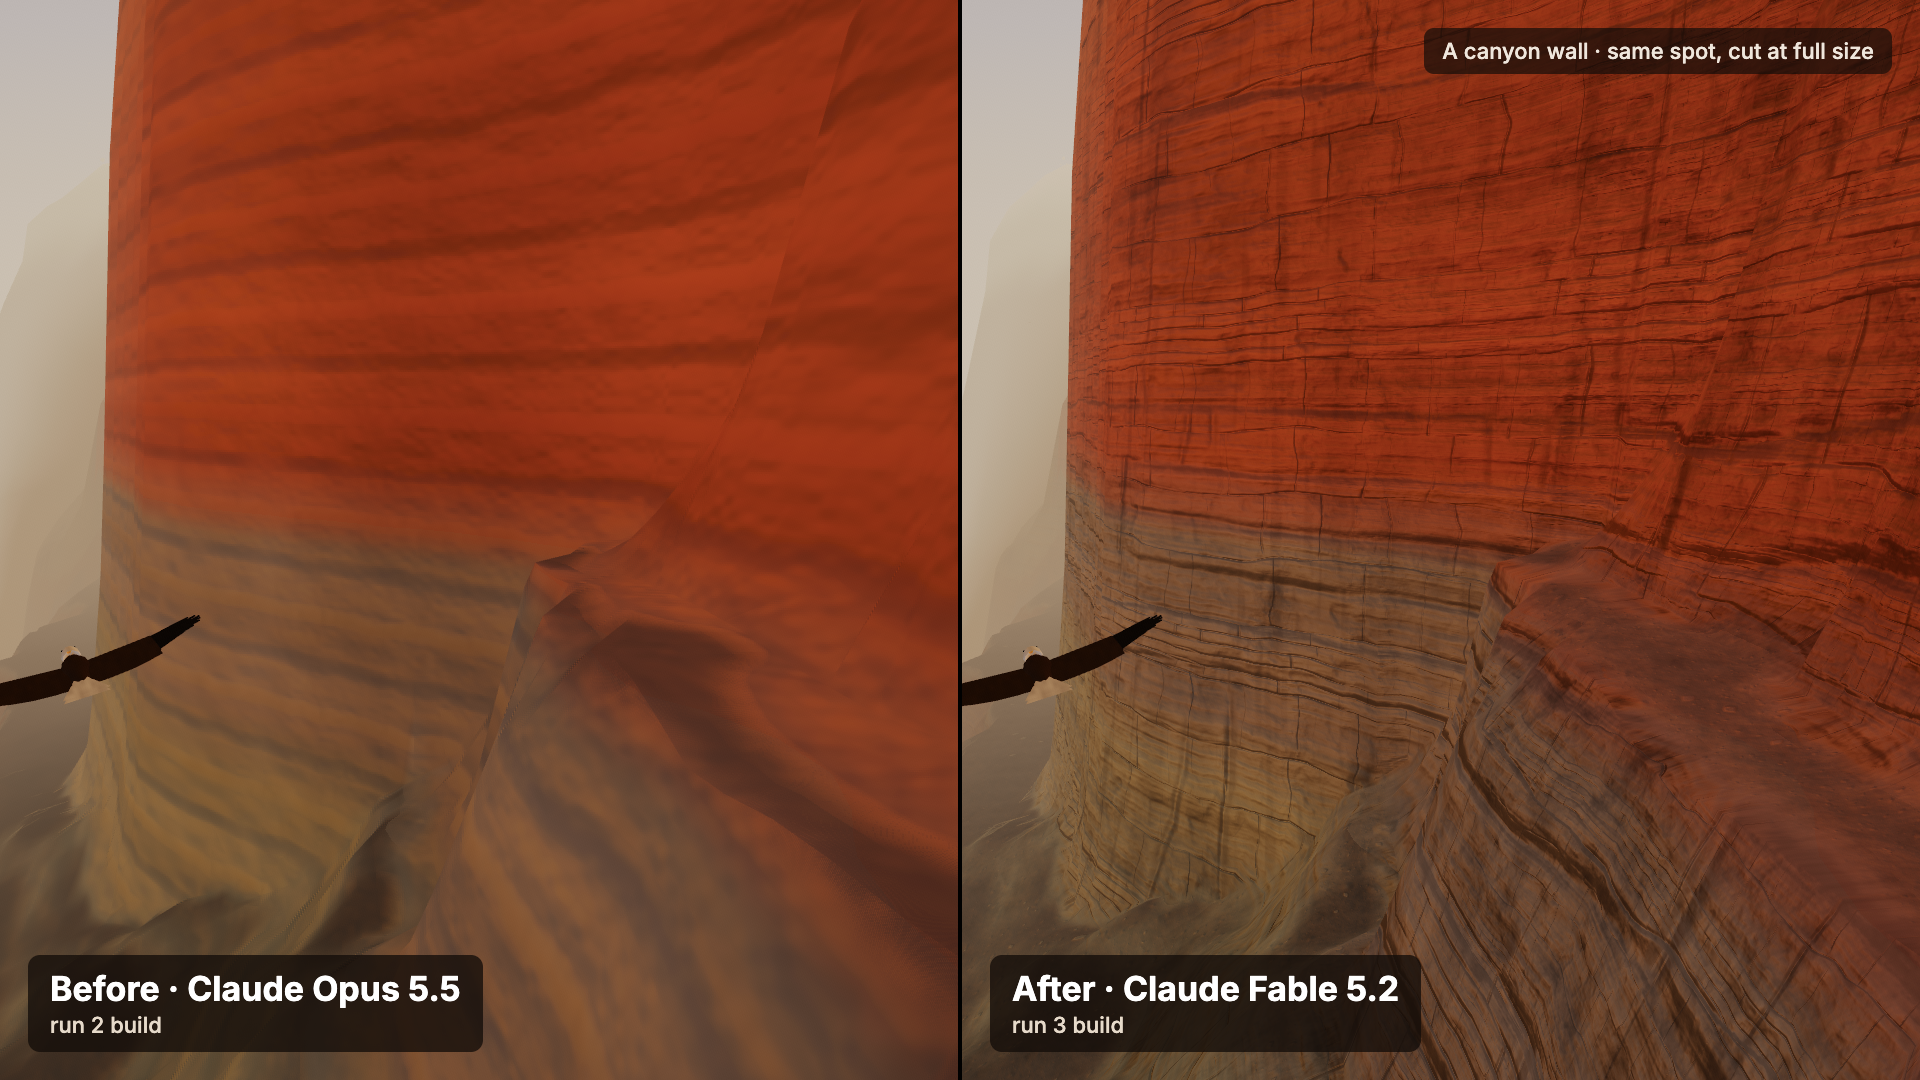 A canyon wall · same spot, cut at full size
Before · Claude Opus 5.5
run 2 build
After · Claude Fable 5.2
run 3 build